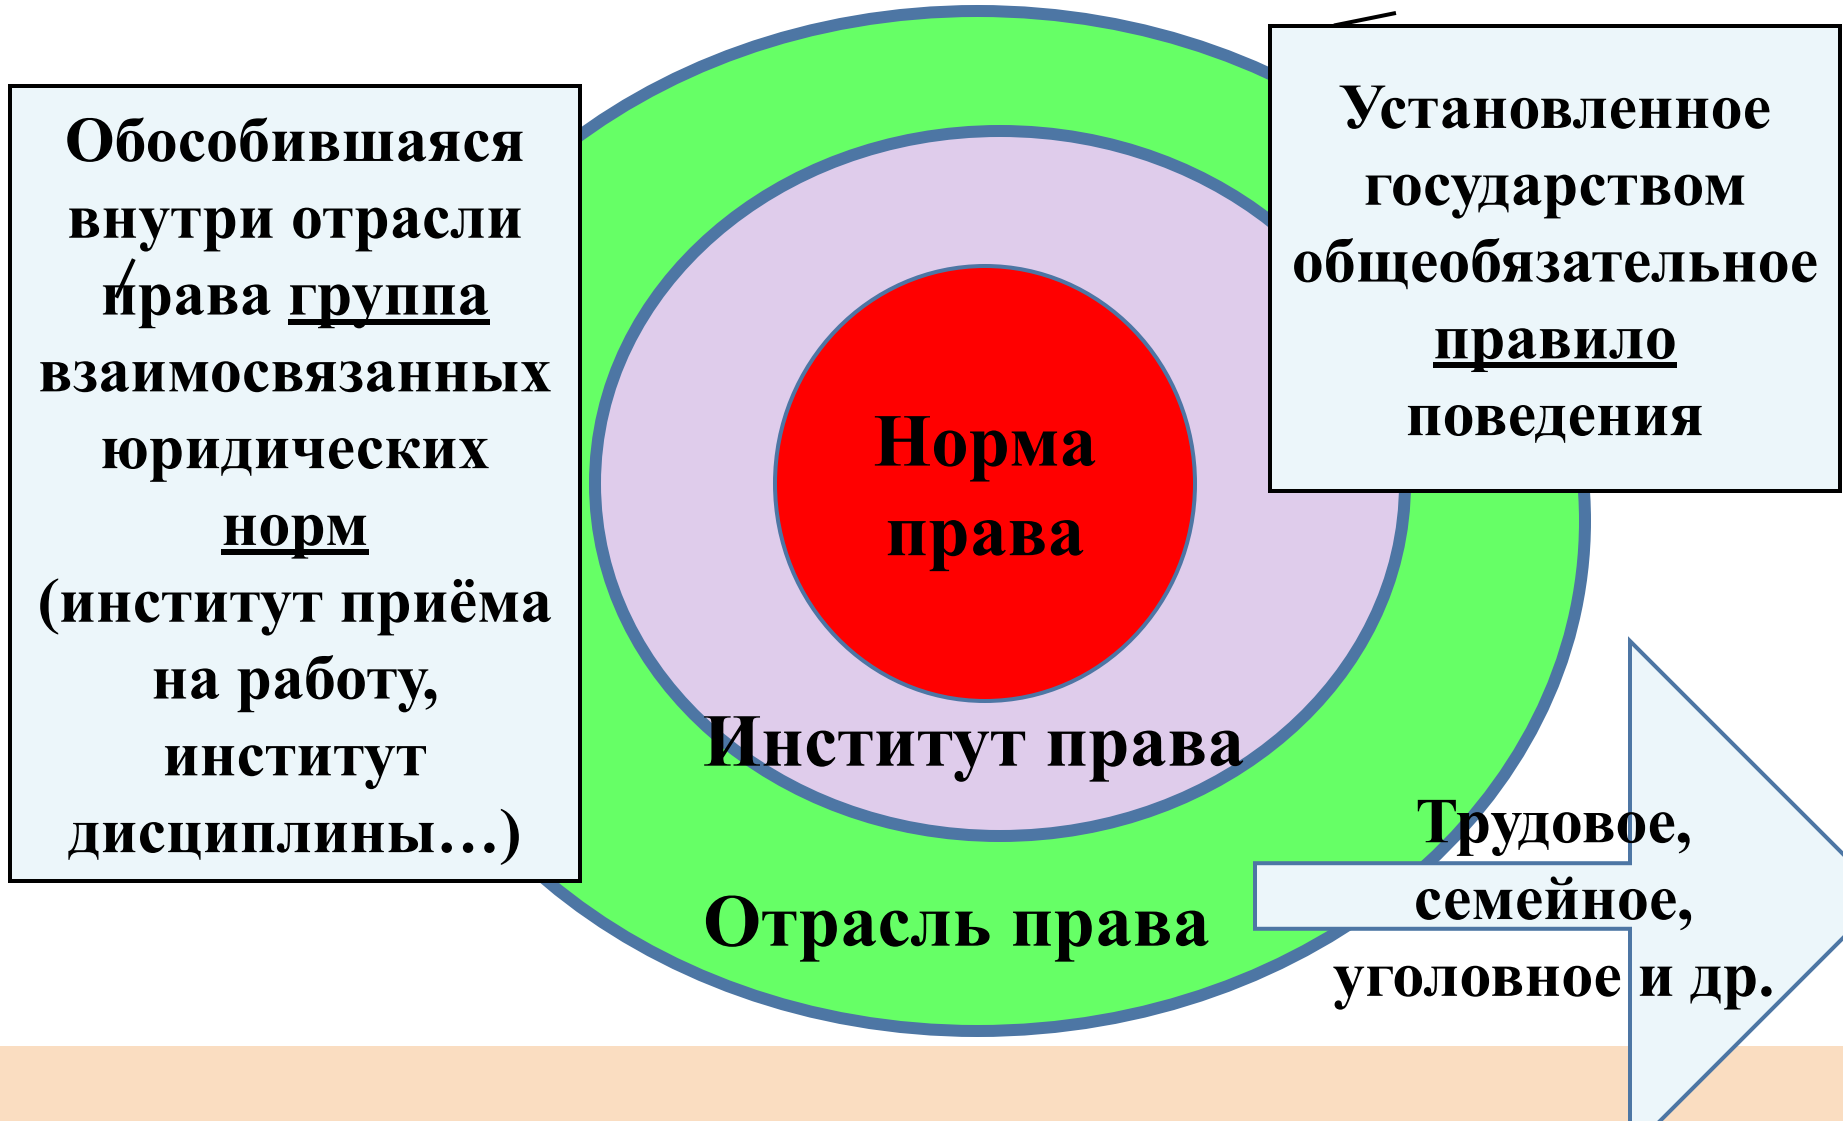 Обособившаяся
внутри отрасли
права группа
взаимосвязанных
юридических
норм
(институт приёма
на работу,
институт
дисциплины…)
Установленное
государством
общеобязательное
правило
поведения
Норма
права
Институт права
Отрасль права
Трудовое,
семейное,
уголовное и др.